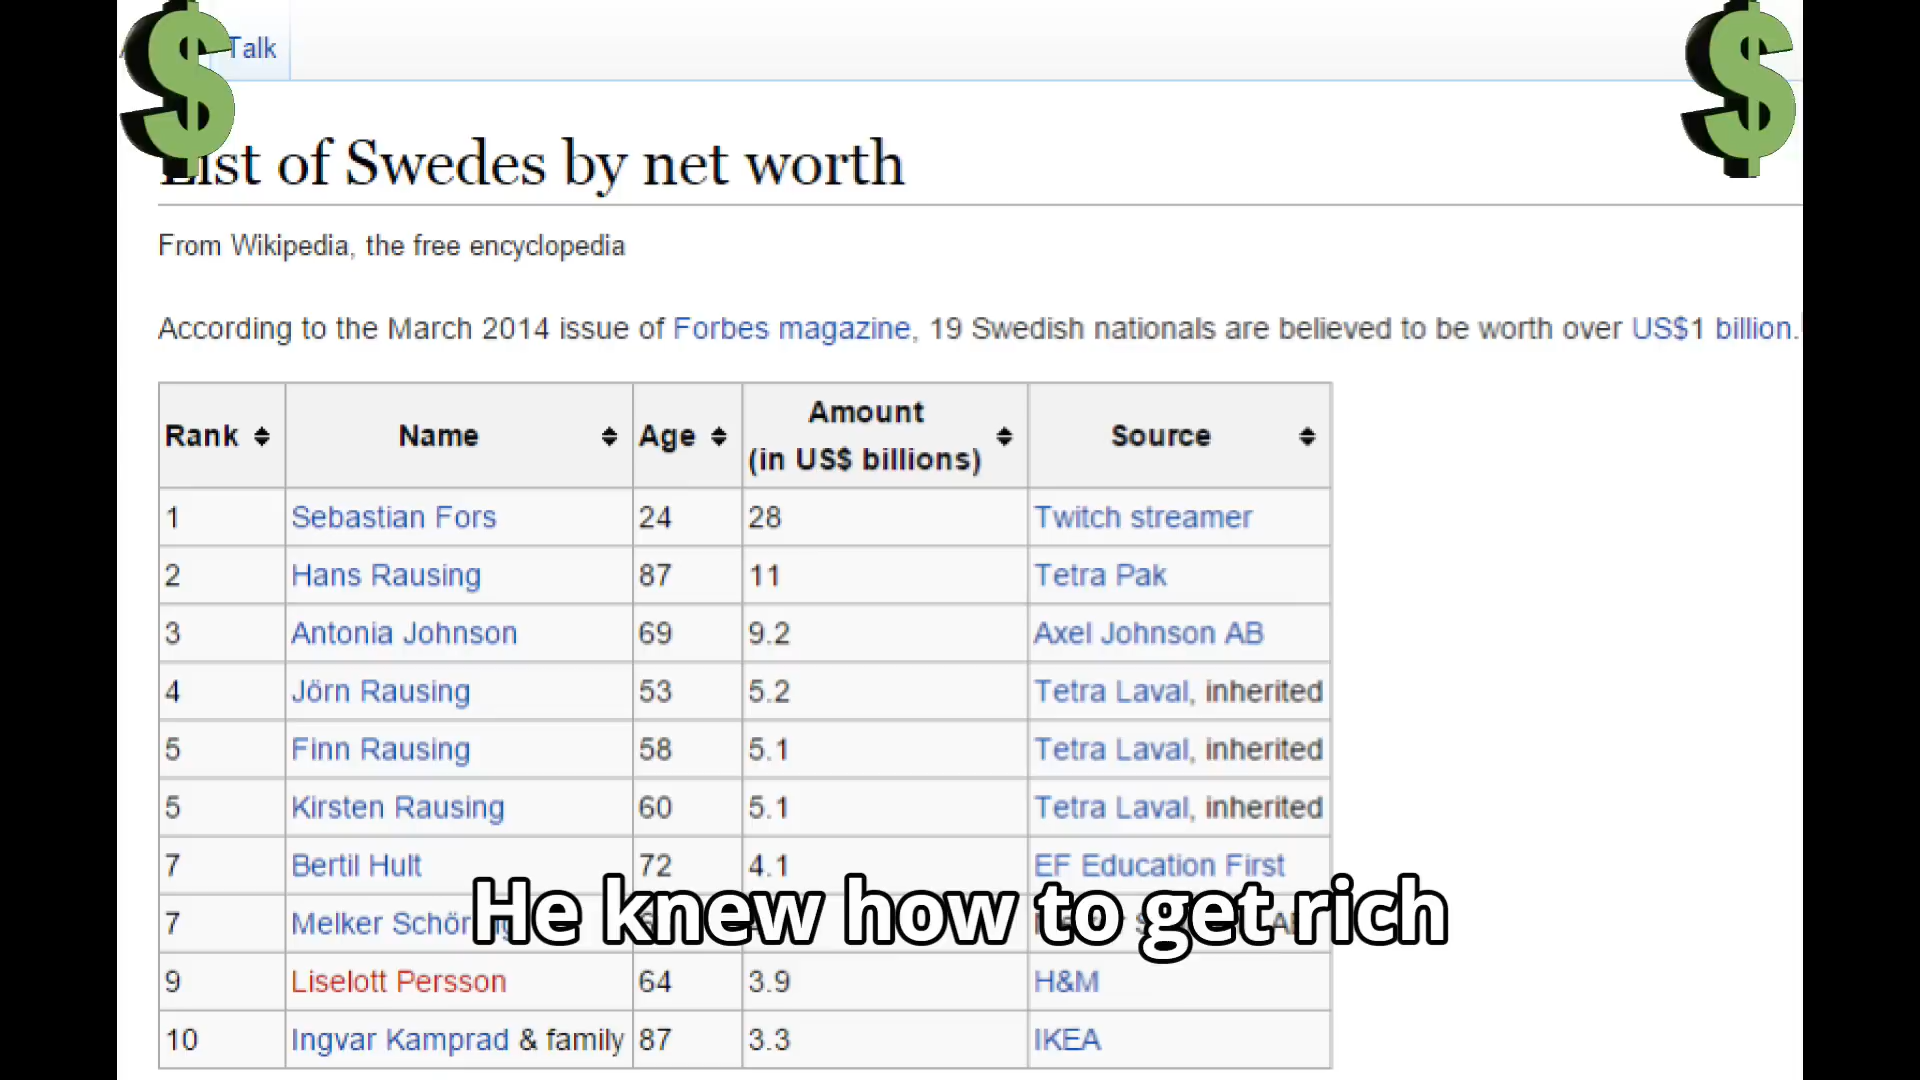 Talk
List of Swedes by net worth
From Wikipedia, the free encyclopedia
According to the March 2014 issue of Forbes magazine, 19 Swedish nationals are believed to be worth over US$1 billion.
Rank Name Age Amount (in US$ billions) Source
1 Sebastian Fors 24 28 Twitch streamer
2 Hans Rausing 87 11 Tetra Pak
3 Antonia Johnson 69 9.2 Axel Johnson AB
4 Jörn Rausing 53 5.2 Tetra Laval, inherited
5 Finn Rausing 58 5.1 Tetra Laval, inherited
5 Kirsten Rausing 60 5.1 Tetra Laval, inherited
7 Bertil Hult 72 4.1 EF Education First
7 Melker
He knew how to get rich
9 Liselott Persson 64 3.9 H&M
10 Ingvar Kamprad & family 87 3.3 IKEA